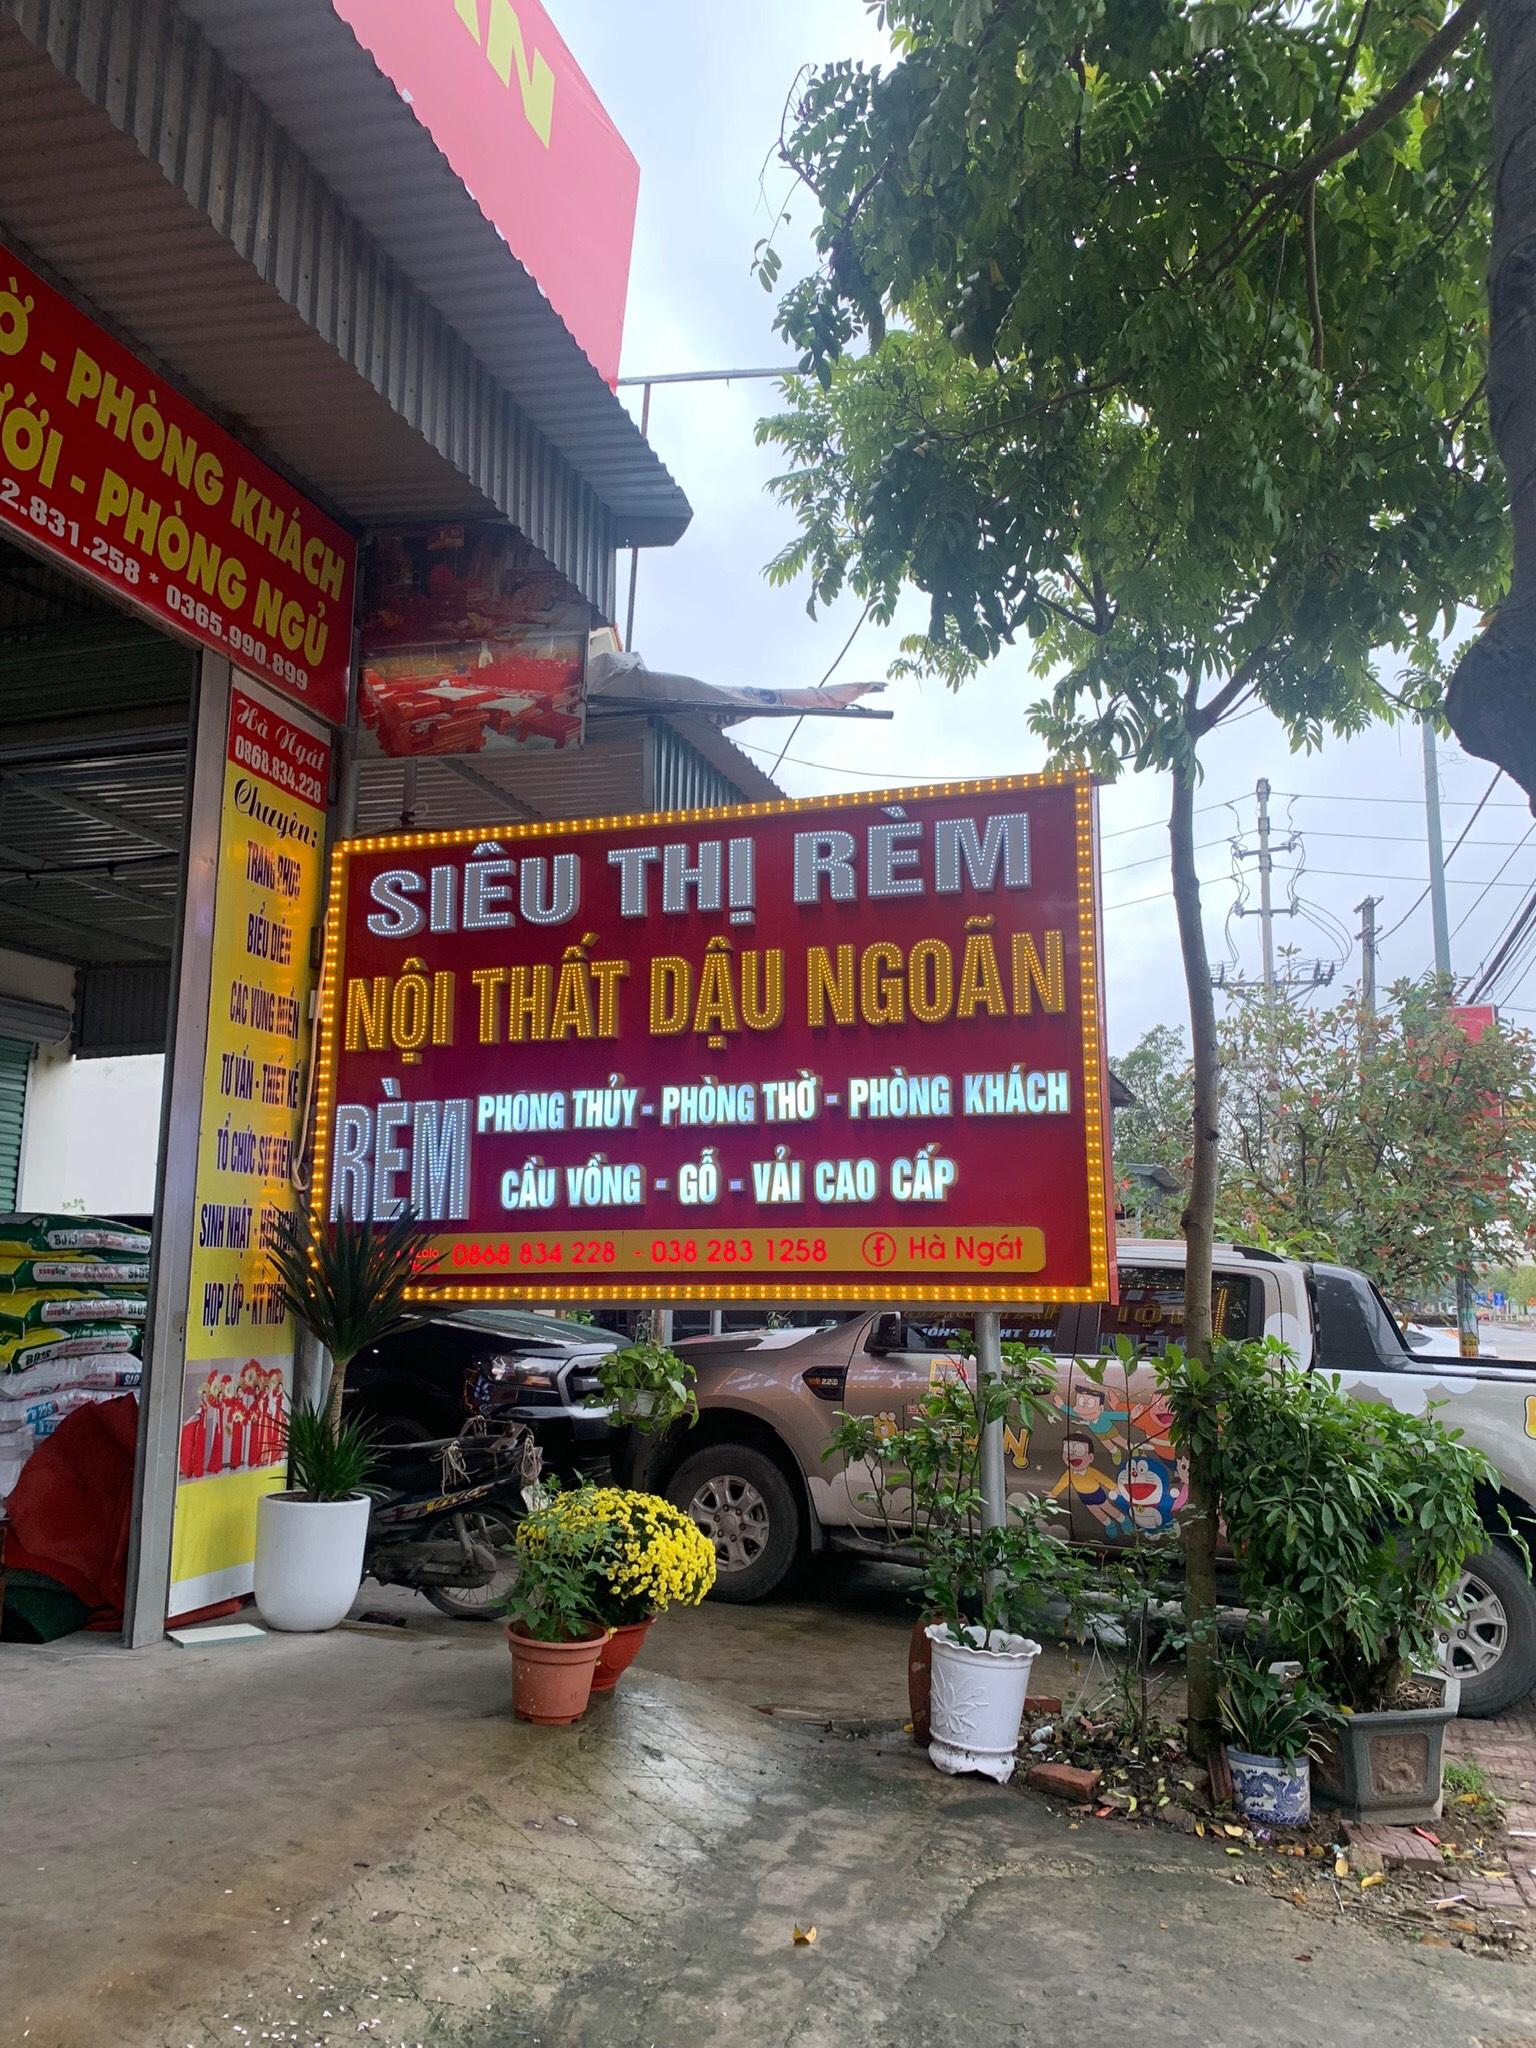 Ờ - PHÒNG KHÁCH
ƯỚI - PHÒNG NGỦ
2.831.258 * 0365.990.899
Hà Ngát
0868.834.228
Chuyên:
TRANG PHỤC
BIỂU DIỄN
CÁC VÙNG MIỀN
TƯ VẤN - THIẾT KẾ
TỔ CHỨC SỰ KIỆN
SINH NHẬT -
HỌP LỚP - KỶ NIỆM
SIÊU THỊ RÈM
NỘI THẤT DẬU NGOÃN
RÈM
PHONG THỦY - PHÒNG THỜ - PHÒNG KHÁCH
CẦU VỒNG - GỖ - VẢI CAO CẤP
Zalo 0868 834 228 - 038 283 1258 Hà Ngát
B01S